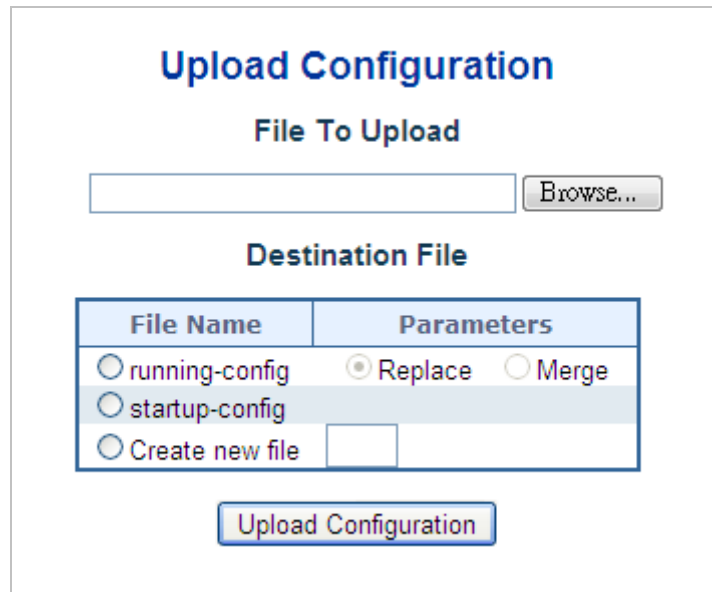 Upload Configuration
File To Upload
Browse...
Destination File
File Name Parameters
running-config Replace Merge
startup-config
Create new file
Upload Configuration